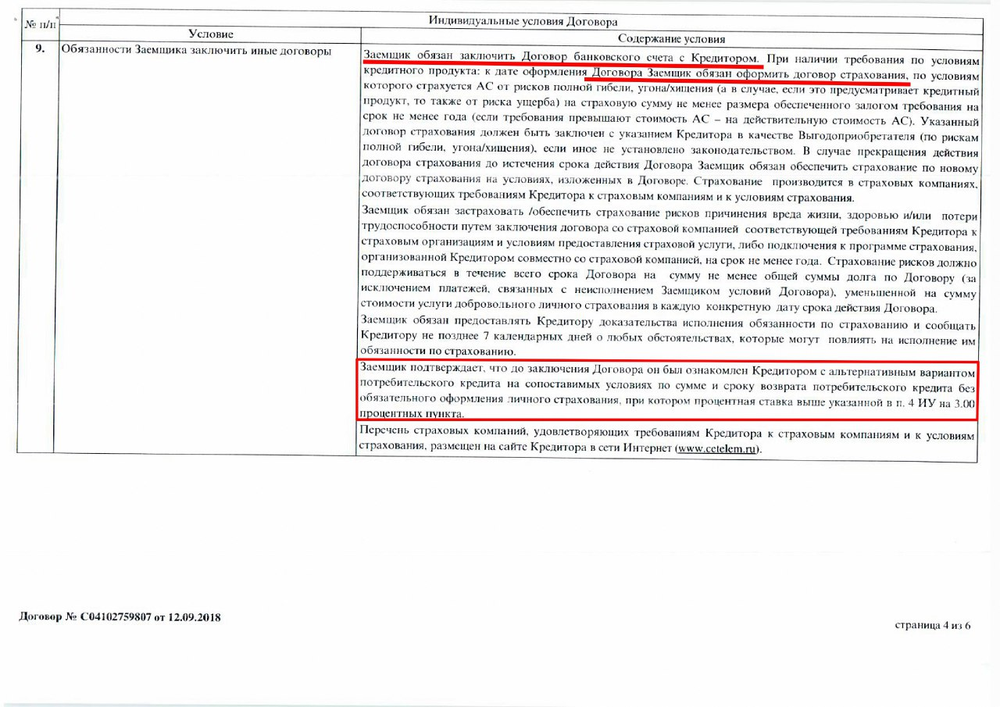 № п/п
Индивидуальные условия Договора
Условие
Содержание условия
9.
Обязанности Заемщика заключить иные договоры
Заемщик обязан заключить Договор банковского счета с Кредитором. При наличии требования по условиям
кредитного продукта: к дате оформления Договора Заемщик обязан оформить договор страхования, по условиям
которого страхуется АС от рисков полной гибели, угона/хищения (а в случае, если это предусматривает кредитный
продукт, то также от риска ущерба) на страховую сумму не менее размера обеспеченного залогом требования на
срок не менее года (если требования превышают стоимость АС – на действительную стоимость АС). Указанный
договор страхования должен быть заключен с указанием Кредитора в качестве Выгодоприобретателя (по рискам
полной гибели, угона/хищения), если иное не установлено законодательством. В случае прекращения действия
договора страхования до истечения срока действия Договора Заемщик обязан обеспечить страхование по новому
договору страхования на условиях, изложенных в Договоре. Страхование производится в страховых компаниях,
соответствующих требованиям Кредитора к страховым компаниям и к условиям страхования.
Заемщик обязан застраховать /обеспечить страхование рисков причинения вреда жизни, здоровью и/или потери
трудоспособности путем заключения договора со страховой компанией соответствующей требованиям Кредитора к
страховым организациям и условиям предоставления страховой услуги, либо подключения к программе страхования,
организованной Кредитором совместно со страховой компанией, на срок не менее года. Страхование рисков должно
поддерживаться в течение всего срока Договора на сумму не менее общей суммы долга по Договору (за
исключением платежей, связанных с неисполнением Заемщиком условий Договора), уменьшенной на сумму
стоимости услуги добровольного личного страхования в каждую конкретную дату срока действия Договора.
Заемщик обязан предоставлять Кредитору доказательства исполнения обязанности по страхованию и сообщать
Кредитору не позднее 7 календарных дней о любых обстоятельствах, которые могут повлиять на исполнение им
обязанности по страхованию.
Заемщик подтверждает, что до заключения Договора он был ознакомлен Кредитором с альтернативным вариантом
потребительского кредита на сопоставимых условиях по сумме и сроку возврата потребительского кредита без
обязательного оформления личного страхования, при котором процентная ставка выше указанной в п. 4 ИУ на 3.00
процентных пункта.
Перечень страховых компаний, удовлетворяющих требованиям Кредитора к страховым компаниям и к условиям
страхования, размещен на сайте Кредитора в сети Интернет (www.cetelem.ru).
Договор № С04102759807 от 12.09.2018
страница 4 из 6